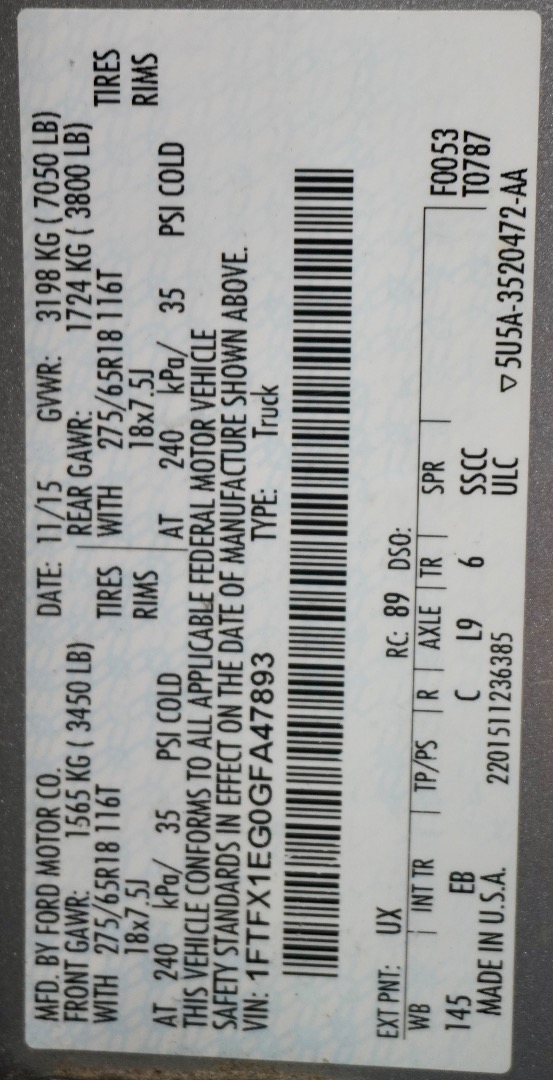 MFD. BY FORD MOTOR CO. DATE: 11/15 GVWR: 3198 KG ( 7050 LB)
FRONT GAWR: 1565 KG ( 3450 LB) REAR GAWR: 1724 KG ( 3800 LB)
WITH 275/65R18 116T TIRES WITH 275/65R18 116T TIRES
18x7.5J RIMS 18x7.5J RIMS
AT 240 kPa/ 35 PSI COLD AT 240 kPa/ 35 PSI COLD
THIS VEHICLE CONFORMS TO ALL APPLICABLE FEDERAL MOTOR VEHICLE
SAFETY STANDARDS IN EFFECT ON THE DATE OF MANUFACTURE SHOWN ABOVE.
VIN: 1FTFX1EG0GFA47893 TYPE: Truck
EXT PNT: UX RC: 89 DSO:
WB INT TR TP/PS R AXLE TR SPR F0053
145 EB C L9 6 SSCC T0787
MADE IN U.S.A. 2201511236385 ULC ▽5U5A-3520472-AA